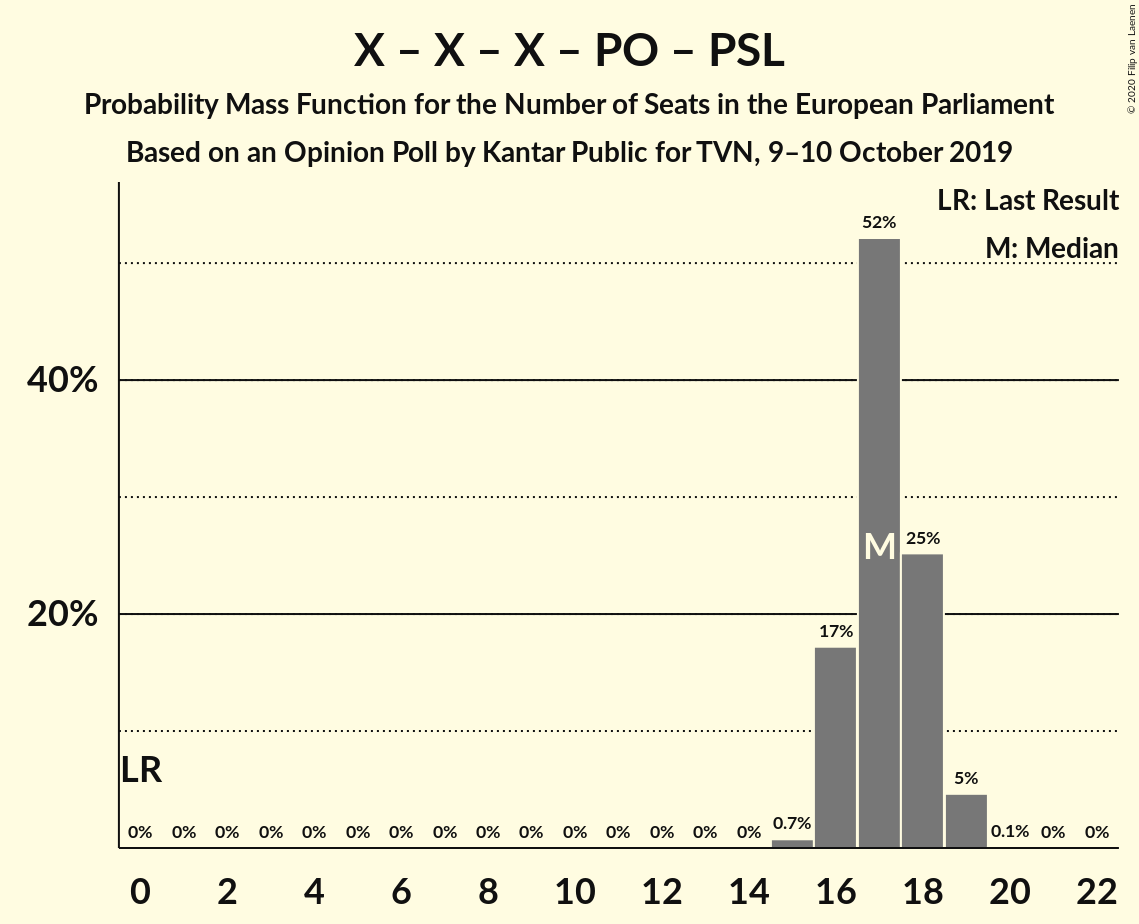 X – X – X – PO – PSL
Probability Mass Function for the Number of Seats in the European Parliament
Based on an Opinion Poll by Kantar Public for TVN, 9–10 October 2019
© 2020 Filip van Laenen
LR: Last Result
M: Median
52%
40%
M
25%
20%
17%
LR
5%
0% 0% 0% 0% 0% 0% 0% 0% 0% 0% 0% 0% 0% 0% 0% 0.7% 0.1% 0% 0%
0 2 4 6 8 10 12 14 16 18 20 22